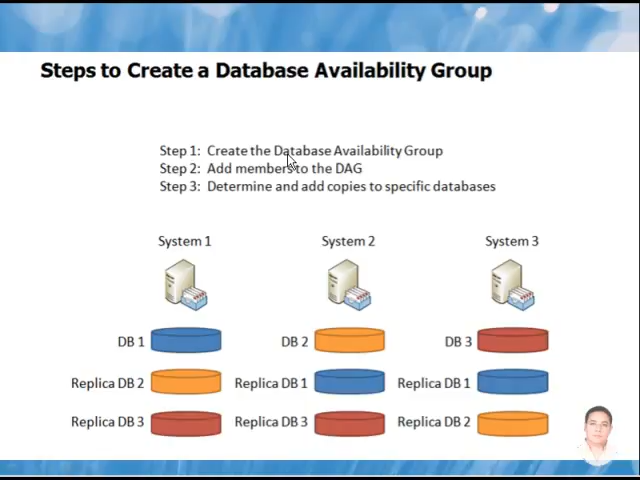 Steps to Create a Database Availability Group
Step 1: Create the Database Availability Group
Step 2: Add members to the DAG
Step 3: Determine and add copies to specific databases
System 1 System 2 System 3
DB 1 DB 2 DB 3
Replica DB 2 Replica DB 1 Replica DB 1
Replica DB 3 Replica DB 3 Replica DB 2